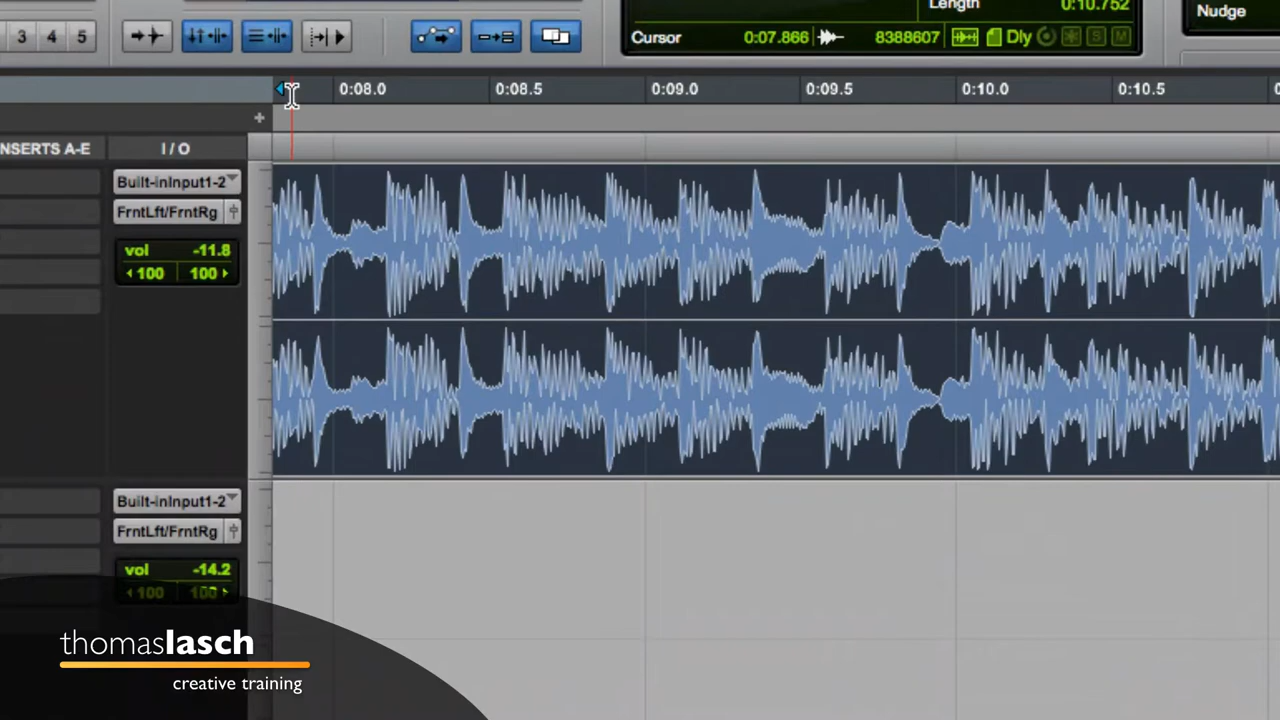 Length 0:10.752
Nudge
3 4 5
Cursor 0:07.866 8388607 Dly S M
0:08.0 0:08.5 0:09.0 0:09.5 0:10.0 0:10.5
+
NSERTS A-E I / O
Built-inInput1-2
FrntLft/FrntRg
vol -11.8
100 100
Built-inInput1-2
FrntLft/FrntRg
vol -14.2
100 100
thomaslasch
creative training